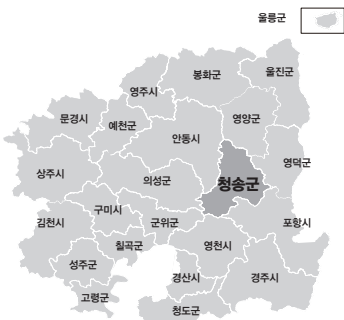 울릉군
울진군
봉화군
영주시
영양군
문경시
예천군
안동시
영덕군
상주시
의성군
청송군
구미시
김천시
군위군
포항시
칠곡군
영천시
성주군
경산시
경주시
고령군
청도군